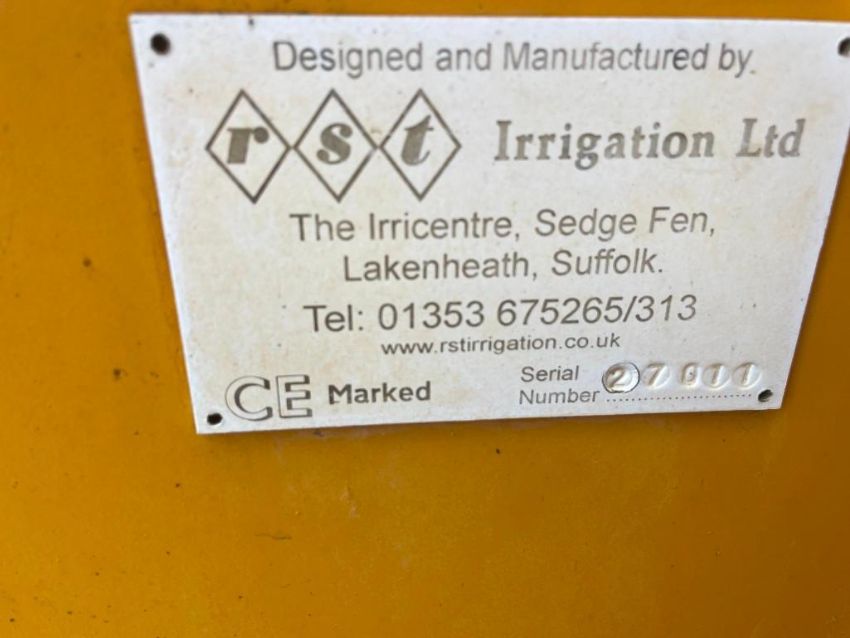 Designed and Manufactured by
rst Irrigation Ltd
The Irricentre, Sedge Fen,
Lakenheath, Suffolk.
Tel: 01353 675265/313
www.rstirrigation.co.uk
CE Marked
Serial
Number